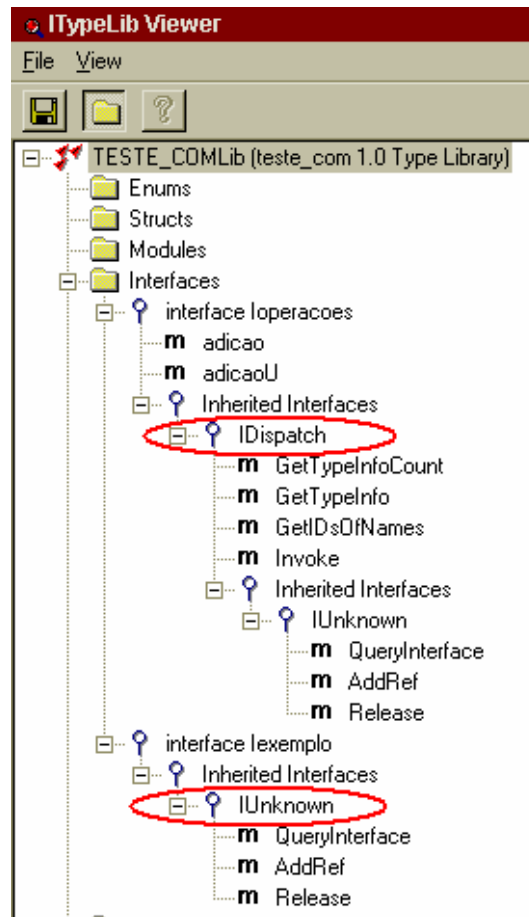 ITypeLib Viewer
File View
TESTE_COMLib (teste_com 1.0 Type Library)
Enums
Structs
Modules
Interfaces
interface Ioperacoes
m adicao
m adicaoU
Inherited Interfaces
IDispatch
m GetTypeInfoCount
m GetTypeInfo
m GetIDsOfNames
m Invoke
Inherited Interfaces
IUnknown
m QueryInterface
m AddRef
m Release
interface Iexemplo
Inherited Interfaces
IUnknown
m QueryInterface
m AddRef
m Release